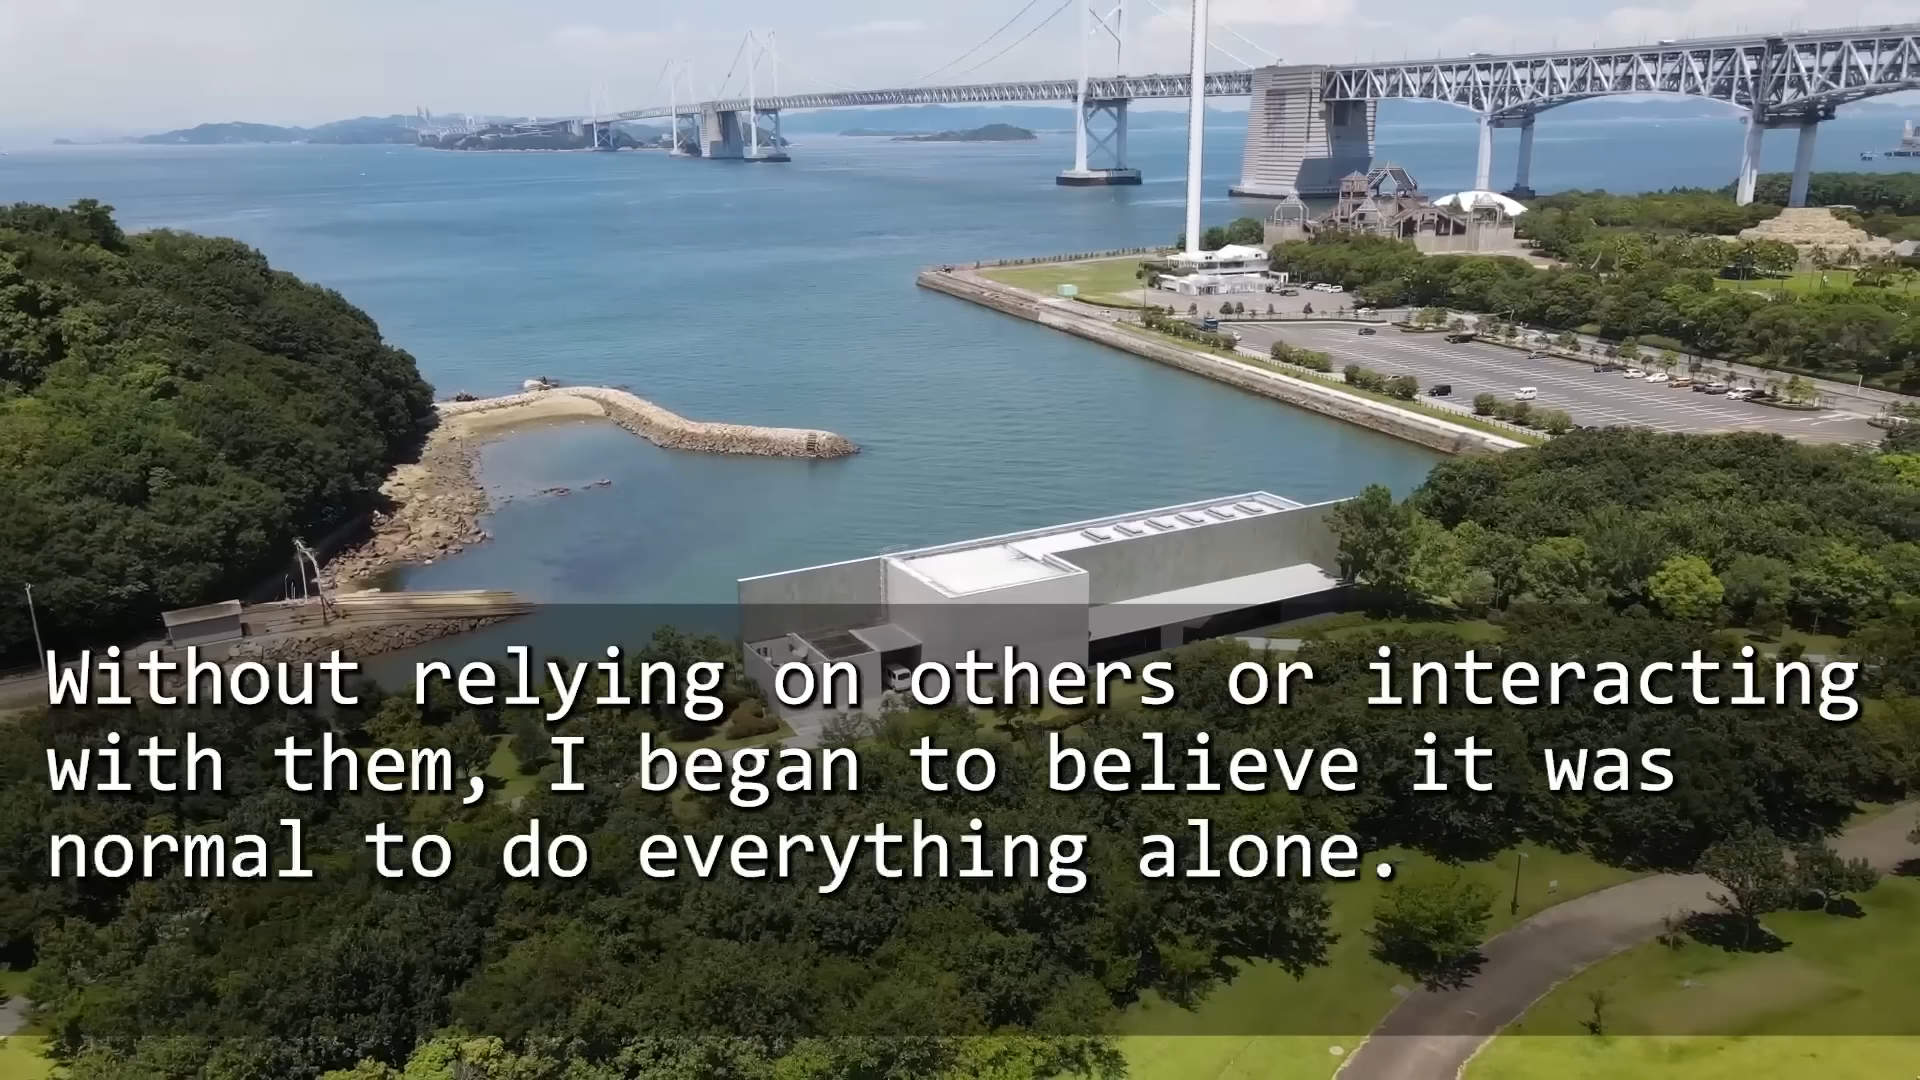 Without relying on others or interacting
with them, I began to believe it was
normal to do everything alone.